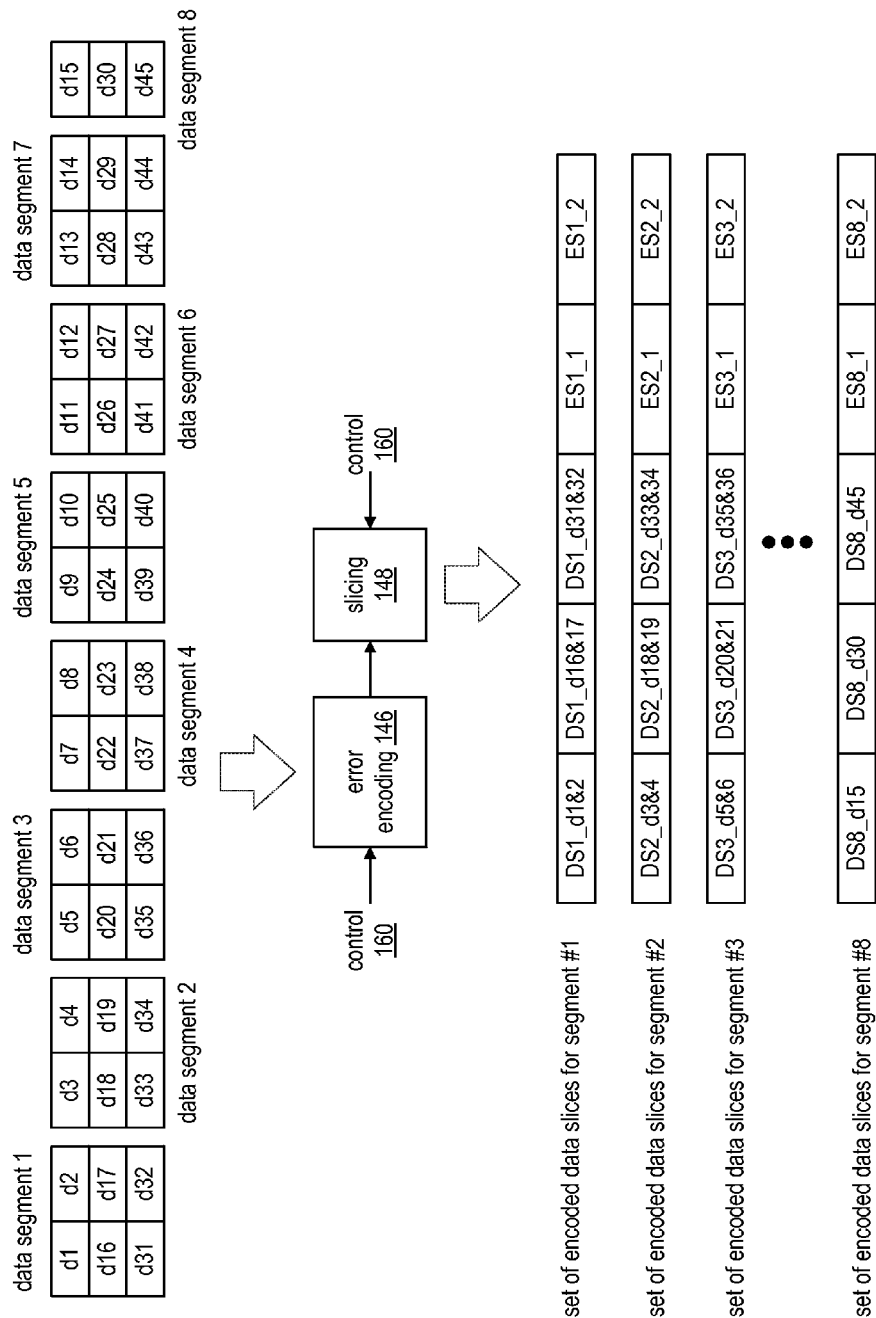 data segment 1
data segment 3
data segment 5
data segment 7
d1 d2 d3 d4 d5 d6 d7 d8 d9 d10 d11 d12 d13 d14 d15
d16 d17 d18 d19 d20 d21 d22 d23 d24 d25 d26 d27 d28 d29 d30
d31 d32 d33 d34 d35 d36 d37 d38 d39 d40 d41 d42 d43 d44 d45
data segment 2
data segment 4
data segment 6
data segment 8
control
160
error
encoding 146
slicing
148
control
160
set of encoded data slices for segment #1 DS1_d1&2 DS1_d16&17 DS1_d31&32 ES1_1 ES1_2
set of encoded data slices for segment #2 DS2_d3&4 DS2_d18&19 DS2_d33&34 ES2_1 ES2_2
set of encoded data slices for segment #3 DS3_d5&6 DS3_d20&21 DS3_d35&36 ES3_1 ES3_2
set of encoded data slices for segment #8 DS8_d15 DS8_d30 DS8_d45 ES8_1 ES8_2